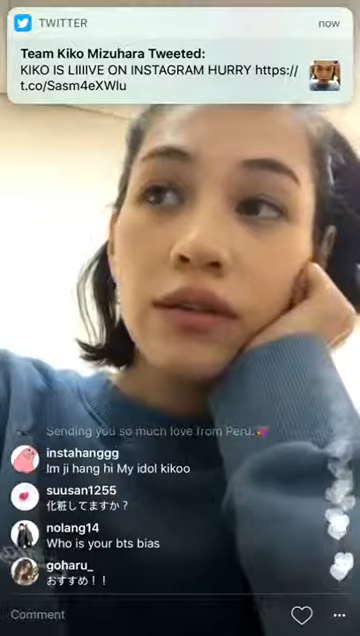 TWITTER
now
Team Kiko Mizuhara Tweeted:
KIKO IS LIIIIVE ON INSTAGRAM HURRY https://
t.co/Sasm4eXWlu
Sending you so much love from Peru.💕
instahanggg
Im ji hang hi My idol kikoo
suusan1255
化粧してますか？
nolang14
Who is your bts bias
goharu_
おすすめ！！
Comment